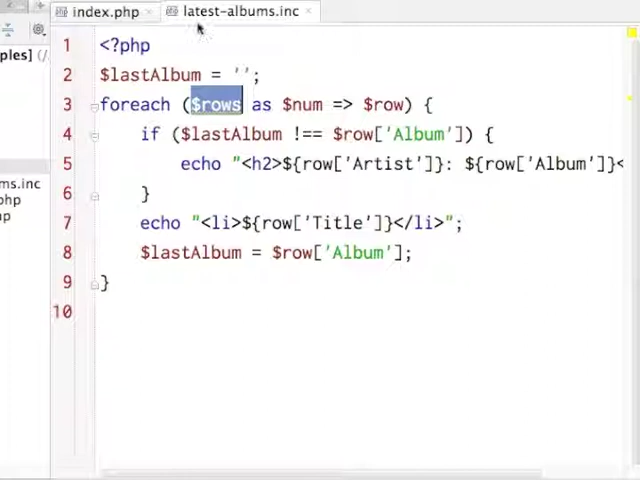 index.php
latest-albums.inc
ples] (/
ms.inc
php
np
1 <?php
2 $lastAlbum = '';
3 foreach ($rows as $num => $row) {
4 if ($lastAlbum !== $row['Album']) {
5 echo "<h2>${row['Artist']}: ${row['Album']}<
6 }
7 echo "<li>${row['Title']}</li>";
8 $lastAlbum = $row['Album'];
9 }
10